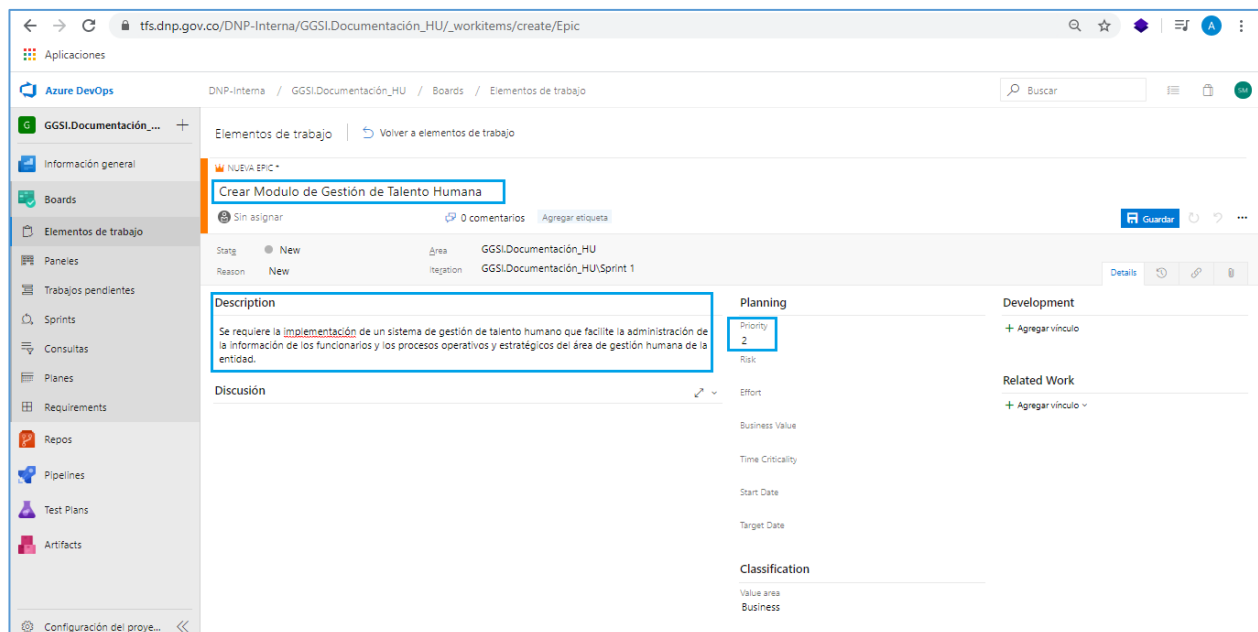 tfs.dnp.gov.co/DNP-Interna/GGSI.Documentación_HU/_workitems/create/Epic
A
Aplicaciones
Azure DevOps
DNP-Interna / GGSI.Documentación_HU / Boards / Elementos de trabajo
Buscar
SM
G GGSI.Documentación_... +
Elementos de trabajo
Volver a elementos de trabajo
Información general
Boards
Elementos de trabajo
Paneles
Trabajos pendientes
Sprints
Consultas
Planes
Requirements
Repos
Pipelines
Test Plans
Artifacts
Configuración del proye...
NUEVA EPIC *
Crear Modulo de Gestión de Talento Humana
Sin asignar
0 comentarios
Agregar etiqueta
Guardar
State New
Area GGSI.Documentación_HU
Reason New
Iteration GGSI.Documentación_HU\Sprint 1
Details
Description
Se requiere la implementación de un sistema de gestión de talento humano que facilite la administración de
la información de los funcionarios y los procesos operativos y estratégicos del área de gestión humana de la
entidad.
Discusión
Planning
Priority
2
Risk
Effort
Business Value
Time Criticality
Start Date
Target Date
Classification
Value area
Business
Development
+ Agregar vínculo
Related Work
+ Agregar vínculo